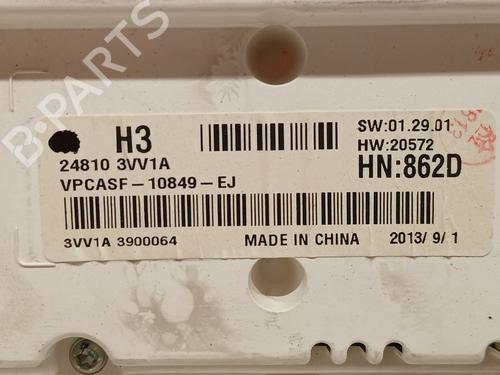 B-PARTS
H3
SW:01.29.01
HW:20572
24810 3VV1A
HN:862D
VPCASF-10849-EJ
3VV1A 3900064
MADE IN CHINA
2013/ 9/ 1